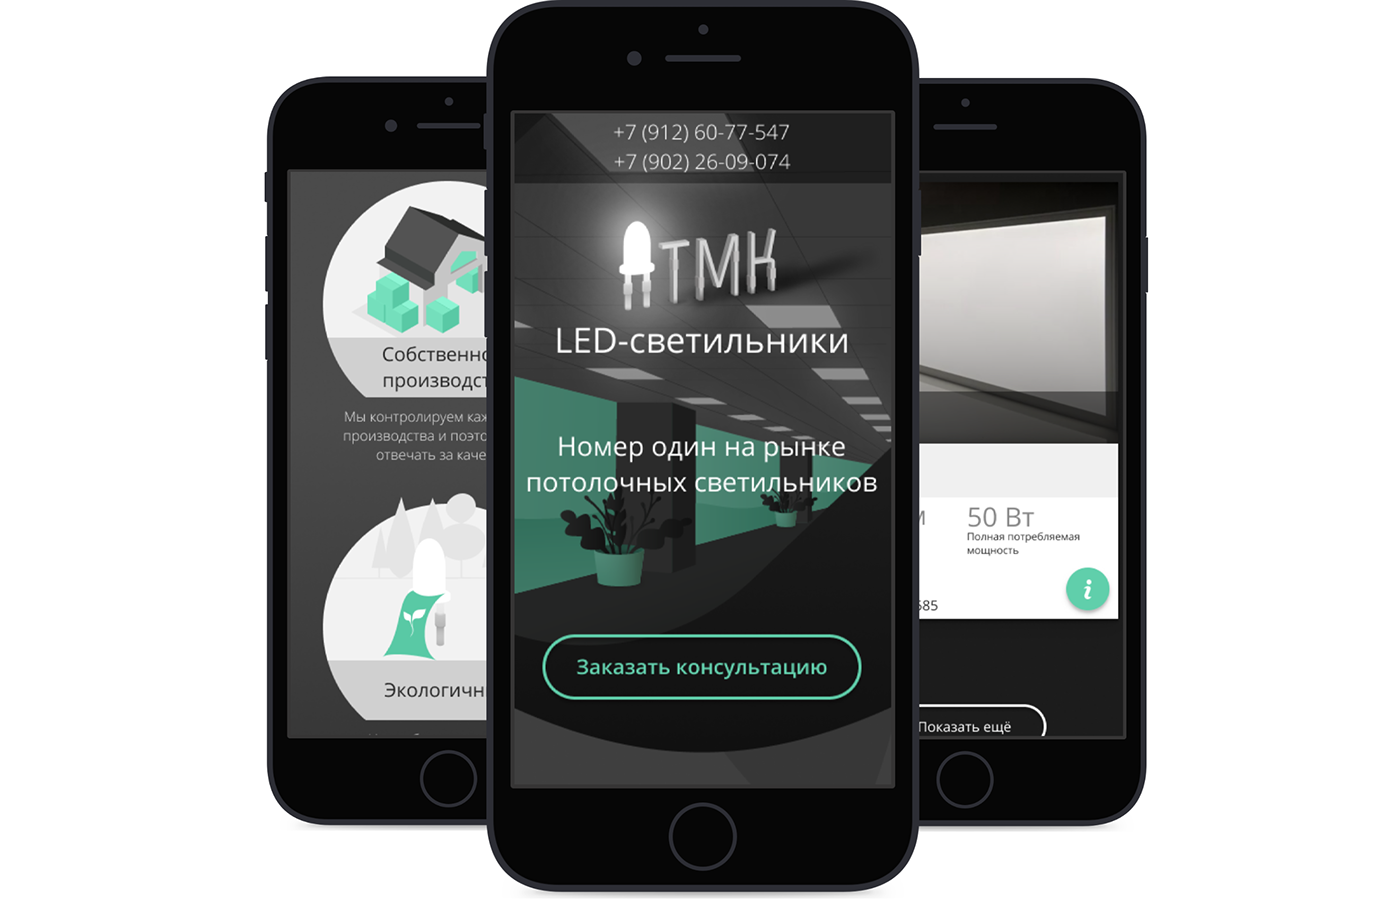 +7 (912) 60-77-547
+7 (902) 26-09-074
ТМК
LED-светильники
Номер один на рынке
потолочных светильников
Заказать консультацию
Собственно
производст
Мы контролируем каж
производства и поэто
отвечать за каче
Экологичн
50 Вт
Полная потребляемая
мощность
i
585
Показать ещё